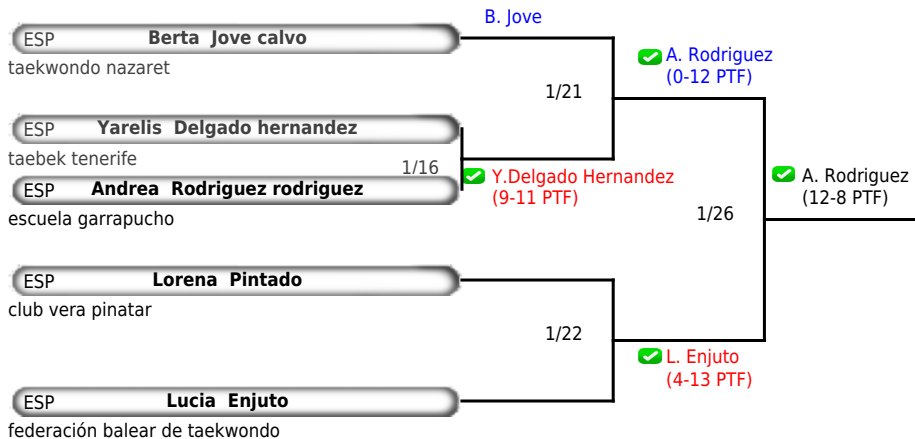 B. Jove
ESP Berta Jove calvo
taekwondo nazaret
A. Rodriguez
(0-12 PTF)
1/21
ESP Yarelis Delgado hernandez
taebek tenerife
1/16
Y.Delgado Hernandez
(9-11 PTF)
ESP Andrea Rodriguez rodriguez
escuela garrapucho
A. Rodriguez
(12-8 PTF)
1/26
ESP Lorena Pintado
club vera pinatar
1/22
L. Enjuto
(4-13 PTF)
ESP Lucia Enjuto
federación balear de taekwondo